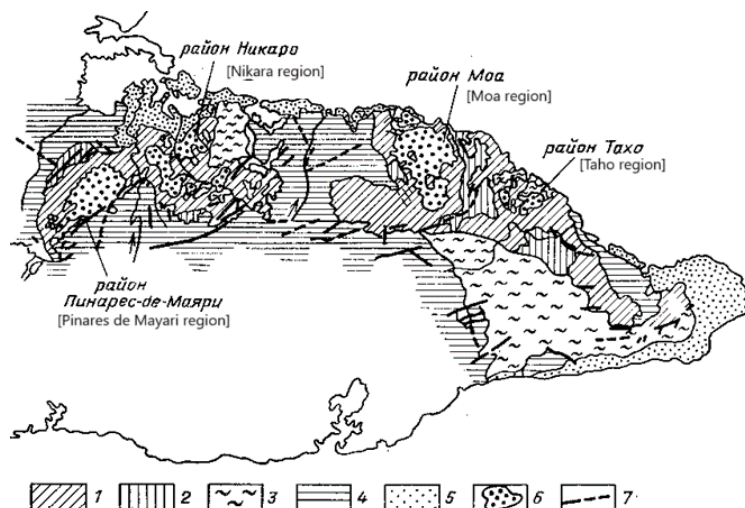 район Никаро
[Nikara region]
район Моа
[Moa region]
район Тахо
[Taho region]
район
Пинарес-де-Маяри
[Pinares de Mayari region]
1 2 3 4 5 6 7